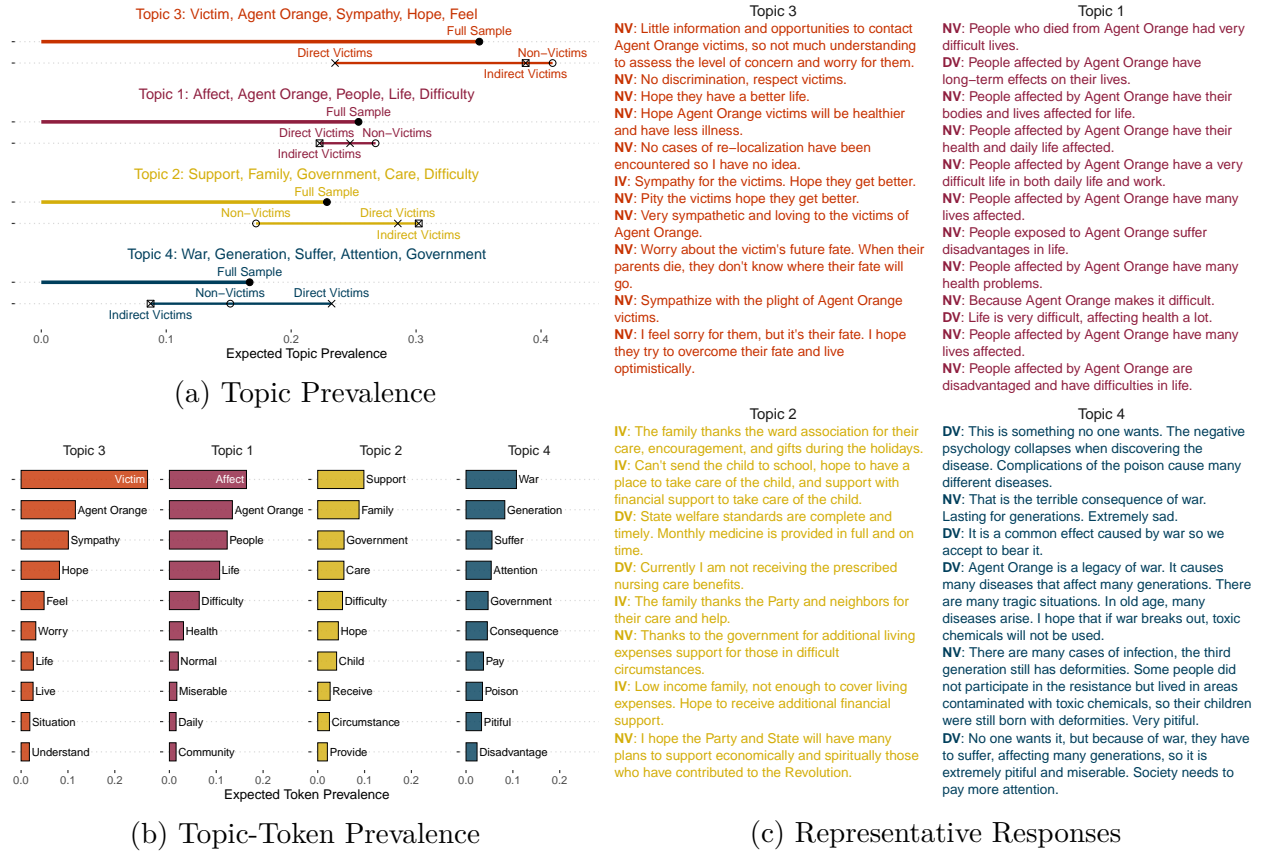 Topic 3: Victim, Agent Orange, Sympathy, Hope, Feel
Full Sample
Direct Victims
Non−Victims
Indirect Victims
Topic 1: Affect, Agent Orange, People, Life, Difficulty
Full Sample
Direct Victims
Non−Victims
Indirect Victims
Topic 2: Support, Family, Government, Care, Difficulty
Full Sample
Non−Victims
Direct Victims
Indirect Victims
Topic 4: War, Generation, Suffer, Attention, Government
Full Sample
Non−Victims
Direct Victims
Indirect Victims
0.0 0.1 0.2 0.3 0.4
Expected Topic Prevalence
(a) Topic Prevalence
Topic 3
Victim
Agent Orange
Sympathy
Hope
Feel
Worry
Life
Live
Situation
Understand
0.0 0.1 0.2
Topic 1
Affect
Agent Orange
People
Life
Difficulty
Health
Normal
Miserable
Daily
Community
0.0 0.1 0.2
Topic 2
Support
Family
Government
Care
Difficulty
Hope
Child
Receive
Circumstance
Provide
0.0 0.1 0.2
Topic 4
War
Generation
Suffer
Attention
Government
Consequence
Pay
Poison
Pitiful
Disadvantage
0.0 0.1 0.2
Expected Token Prevalence
(b) Topic-Token Prevalence
Topic 3
NV: Little information and opportunities to contact
Agent Orange victims, so not much understanding
to assess the level of concern and worry for them.
NV: No discrimination, respect victims.
NV: Hope they have a better life.
NV: Hope Agent Orange victims will be healthier
and have less illness.
NV: No cases of re−localization have been
encountered so I have no idea.
IV: Sympathy for the victims. Hope they get better.
NV: Pity the victims hope they get better.
NV: Very sympathetic and loving to the victims of
Agent Orange.
NV: Worry about the victim's future fate. When their
parents die, they don't know where their fate will
go.
NV: Sympathize with the plight of Agent Orange
victims.
NV: I feel sorry for them, but it's their fate. I hope
they try to overcome their fate and live
optimistically.
Topic 1
NV: People who died from Agent Orange had very
difficult lives.
DV: People affected by Agent Orange have
long−term effects on their lives.
NV: People affected by Agent Orange have their
bodies and lives affected for life.
NV: People affected by Agent Orange have their
health and daily life affected.
NV: People affected by Agent Orange have a very
difficult life in both daily life and work.
NV: People affected by Agent Orange have many
lives affected.
NV: People exposed to Agent Orange suffer
disadvantages in life.
NV: People affected by Agent Orange have many
health problems.
NV: Because Agent Orange makes it difficult.
DV: Life is very difficult, affecting health a lot.
NV: People affected by Agent Orange have many
lives affected.
NV: People affected by Agent Orange are
disadvantaged and have difficulties in life.
Topic 2
IV: The family thanks the ward association for their
care, encouragement, and gifts during the holidays.
IV: Can't send the child to school, hope to have a
place to take care of the child, and support with
financial support to take care of the child.
DV: State welfare standards are complete and
timely. Monthly medicine is provided in full and on
time.
DV: Currently I am not receiving the prescribed
nursing care benefits.
IV: The family thanks the Party and neighbors for
their care and help.
NV: Thanks to the government for additional living
expenses support for those in difficult
circumstances.
IV: Low income family, not enough to cover living
expenses. Hope to receive additional financial
support.
NV: I hope the Party and State will have many
plans to support economically and spiritually those
who have contributed to the Revolution.
Topic 4
DV: This is something no one wants. The negative
psychology collapses when discovering the
disease. Complications of the poison cause many
different diseases.
NV: That is the terrible consequence of war.
Lasting for generations. Extremely sad.
DV: It is a common effect caused by war so we
accept to bear it.
DV: Agent Orange is a legacy of war. It causes
many diseases that affect many generations. There
are many tragic situations. In old age, many
diseases arise. I hope that if war breaks out, toxic
chemicals will not be used.
NV: There are many cases of infection, the third
generation still has deformities. Some people did
not participate in the resistance but lived in areas
contaminated with toxic chemicals, so their children
were still born with deformities. Very pitiful.
DV: No one wants it, but because of war, they have
to suffer, affecting many generations, so it is
extremely pitiful and miserable. Society needs to
pay more attention.
(c) Representative Responses